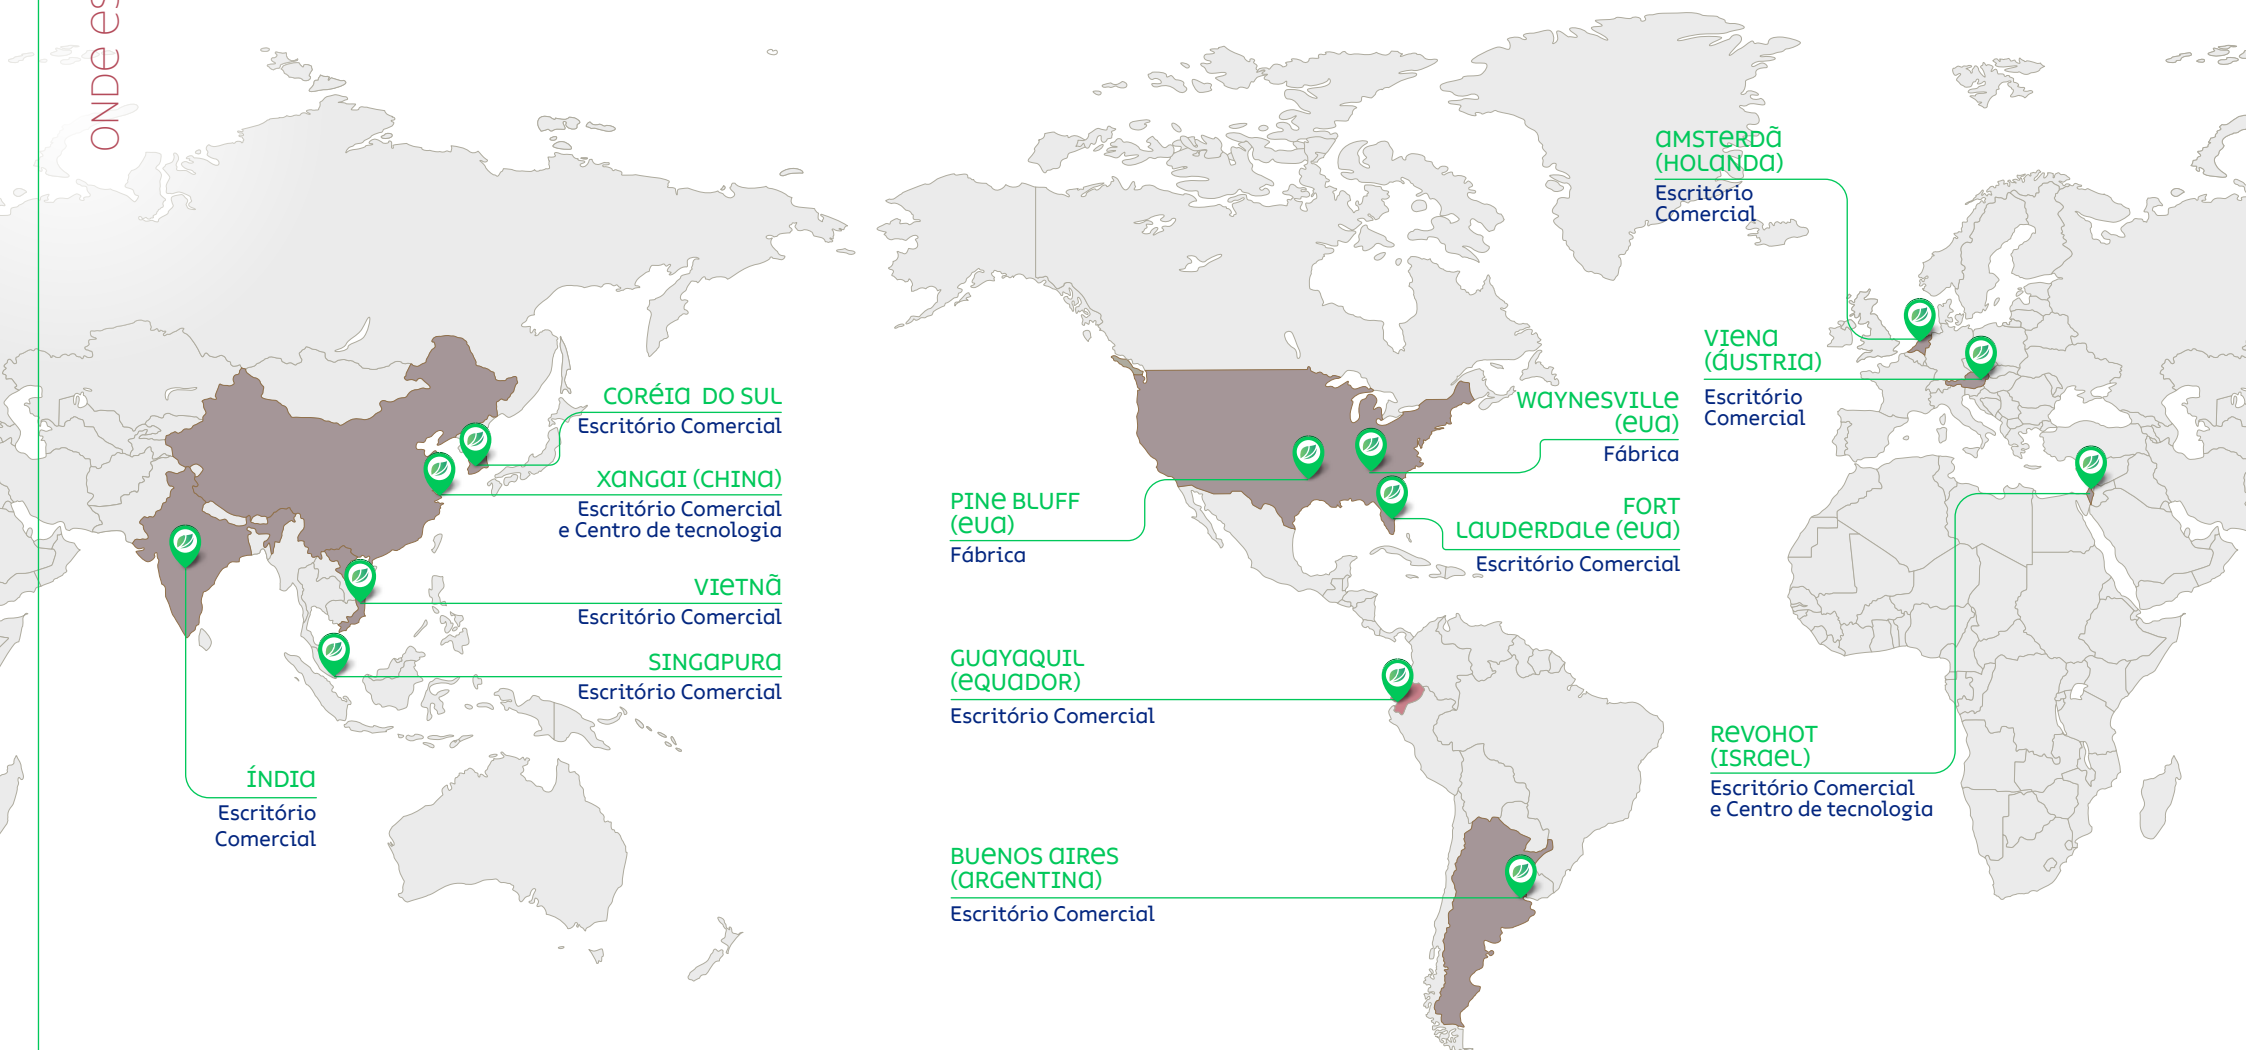 ONDE
CORÉIA DO SUL
Escritório Comercial
XANGAI (CHINA)
Escritório Comercial
e Centro de tecnologia
VIETNÃ
Escritório Comercial
SINGAPURA
Escritório Comercial
ÍNDIA
Escritório
Comercial
PINE BLUFF
(EUA)
Fábrica
GUAYAQUIL
(EQUADOR)
Escritório Comercial
BUENOS AIRES
(ARGENTINA)
Escritório Comercial
WAYNESVILLE
(EUA)
Fábrica
FORT
LAUDERDALE (EUA)
Escritório Comercial
AMSTERDÃ
(HOLANDA)
Escritório
Comercial
VIENA
(ÁUSTRIA)
Escritório
Comercial
REVOHOT
(ISRAEL)
Escritório Comercial
e Centro de tecnologia